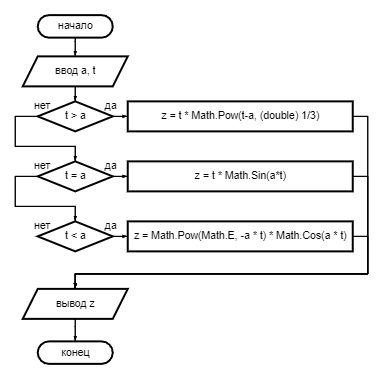 начало
ввод a, t
нет
t > a
да
z = t * Math.Pow(t-a, (double) 1/3)
нет
t = a
да
z = t * Math.Sin(a*t)
нет
t < a
да
z = Math.Pow(Math.E, -a * t) * Math.Cos(a * t)
вывод z
конец